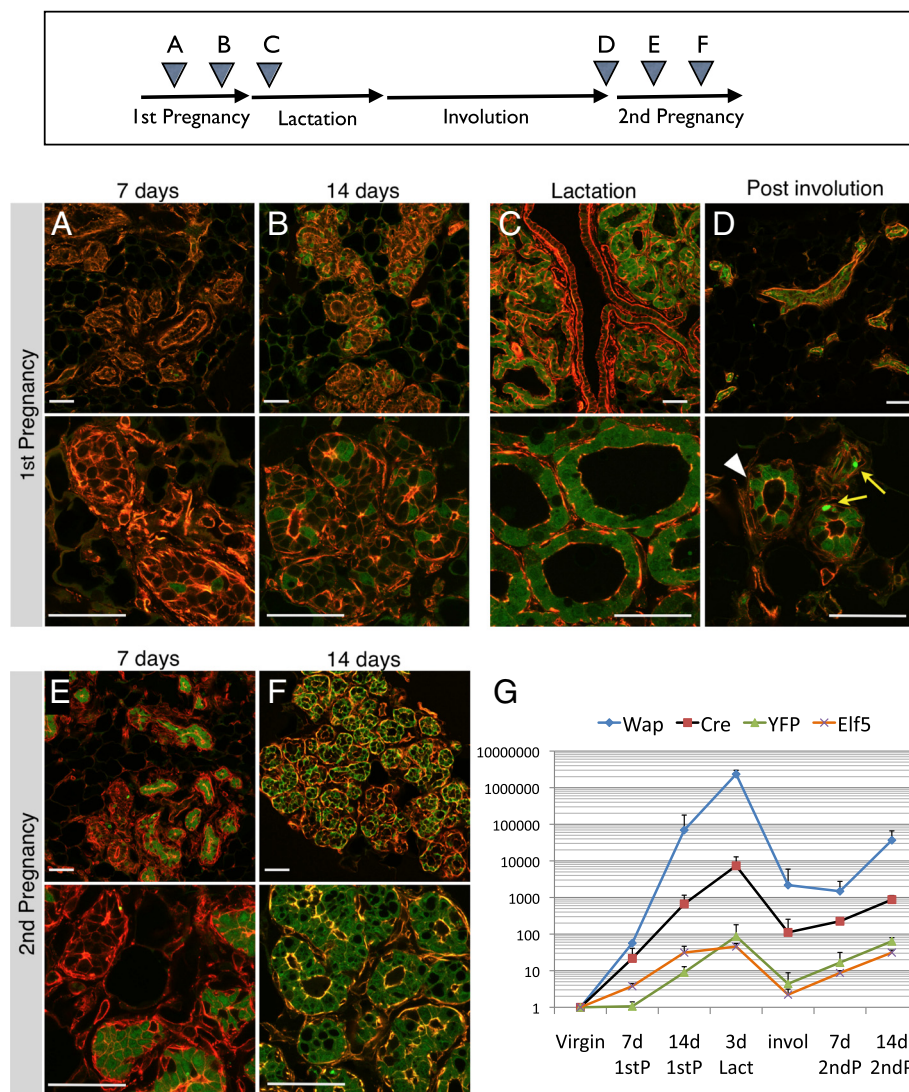 A B C D E F
1st Pregnancy Lactation Involution 2nd Pregnancy
7 days 14 days Lactation Post involution
A B C D
1st Pregnancy
7 days 14 days
E F G
2nd Pregnancy
Wap Cre YFP Elf5
10000000
1000000
100000
10000
1000
100
10
1
Virgin 7d 14d 3d invol 7d 14d
1stP 1stP Lact 2ndP 2ndP